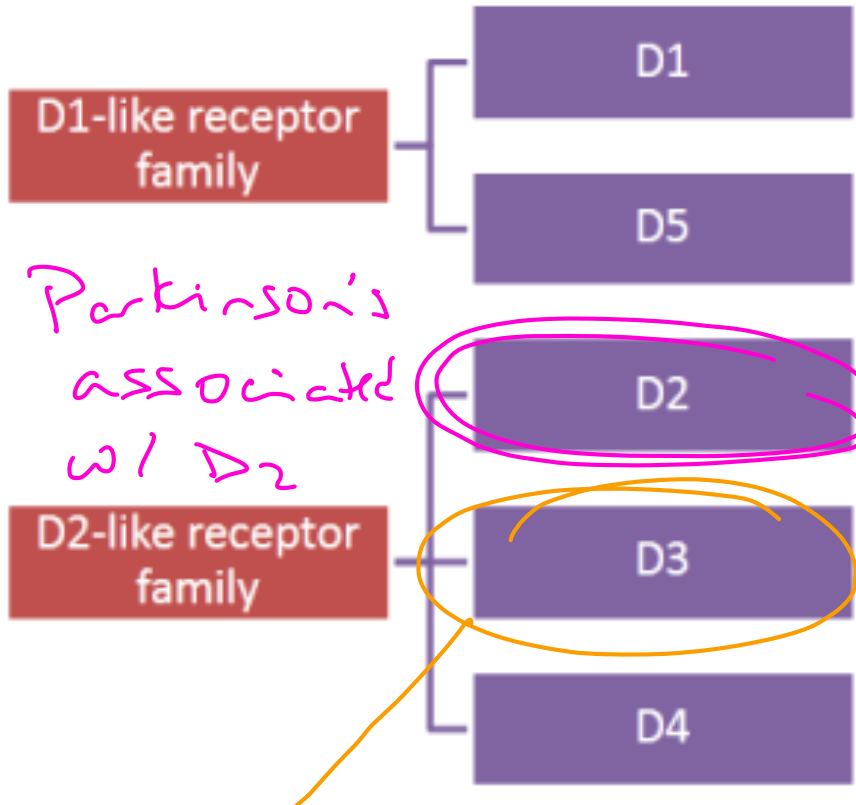 D1-like receptor
family
D1
D5
Parkinson's
associated
w/ D2
D2-like receptor
family
D2
D3
D4